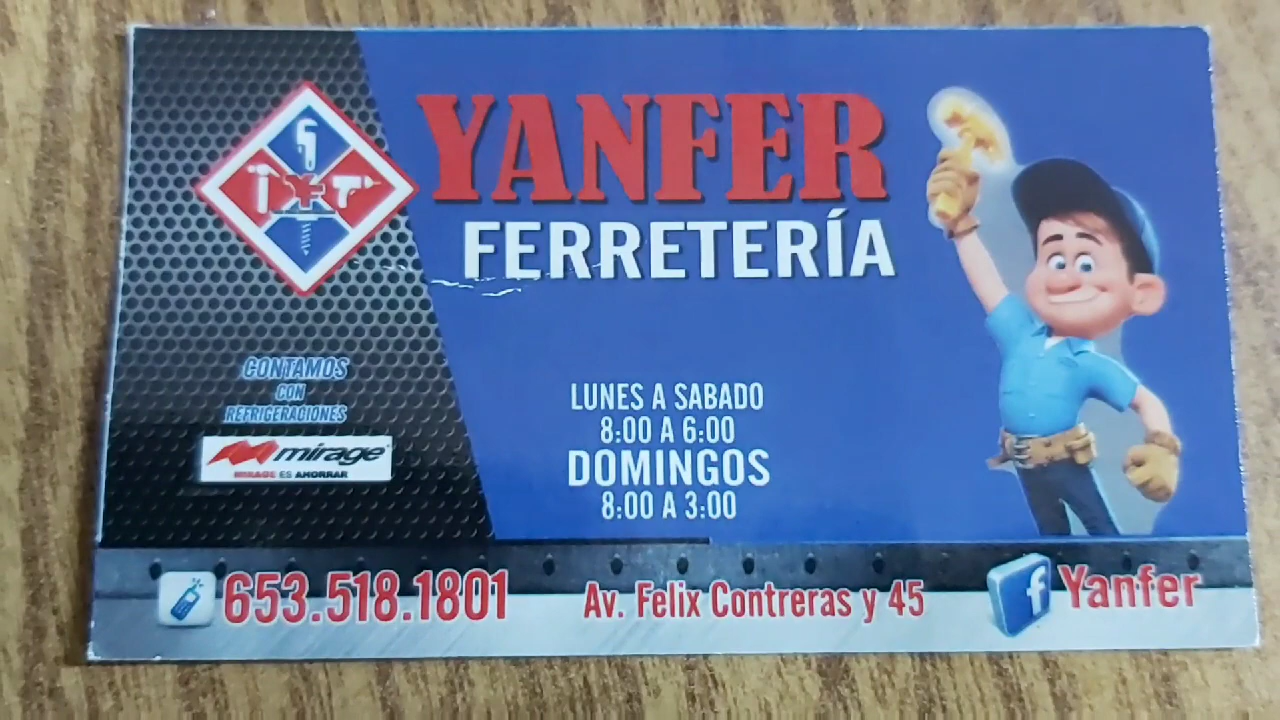 YANFER
FERRETERÍA
CONTAMOS
CON
REFRIGERACIONES
mirage
MIRAGE ES AHORRAR
LUNES A SABADO
8:00 A 6:00
DOMINGOS
8:00 A 3:00
653.518.1801
Av. Felix Contreras y 45
f Yanfer